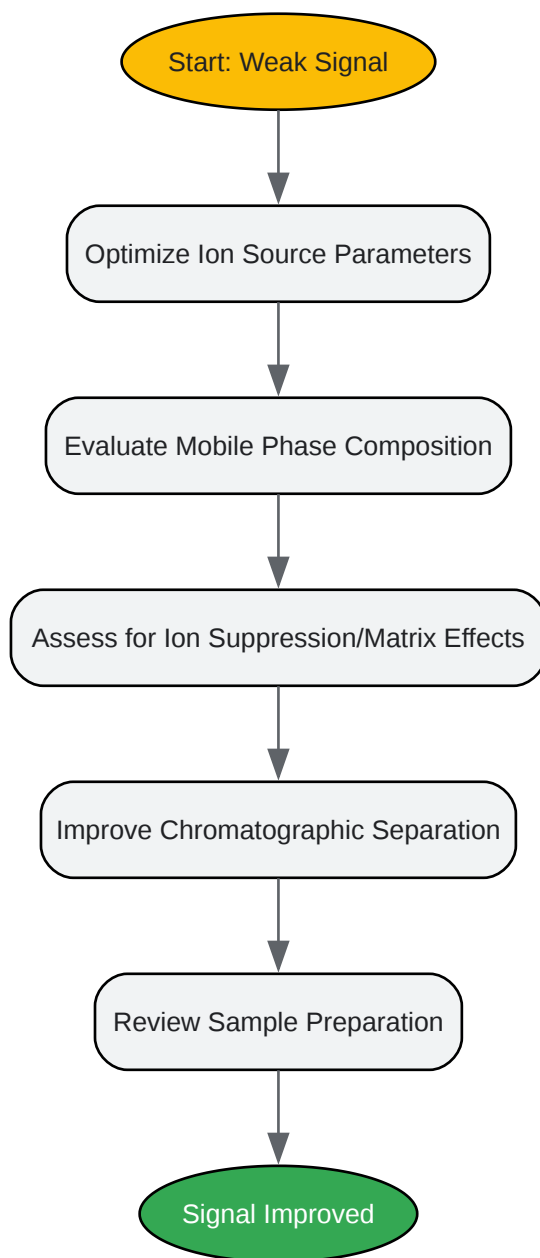 Start: Weak Signal
Optimize Ion Source Parameters
Evaluate Mobile Phase Composition
Assess for Ion Suppression/Matrix Effects
Improve Chromatographic Separation
Review Sample Preparation
Signal Improved